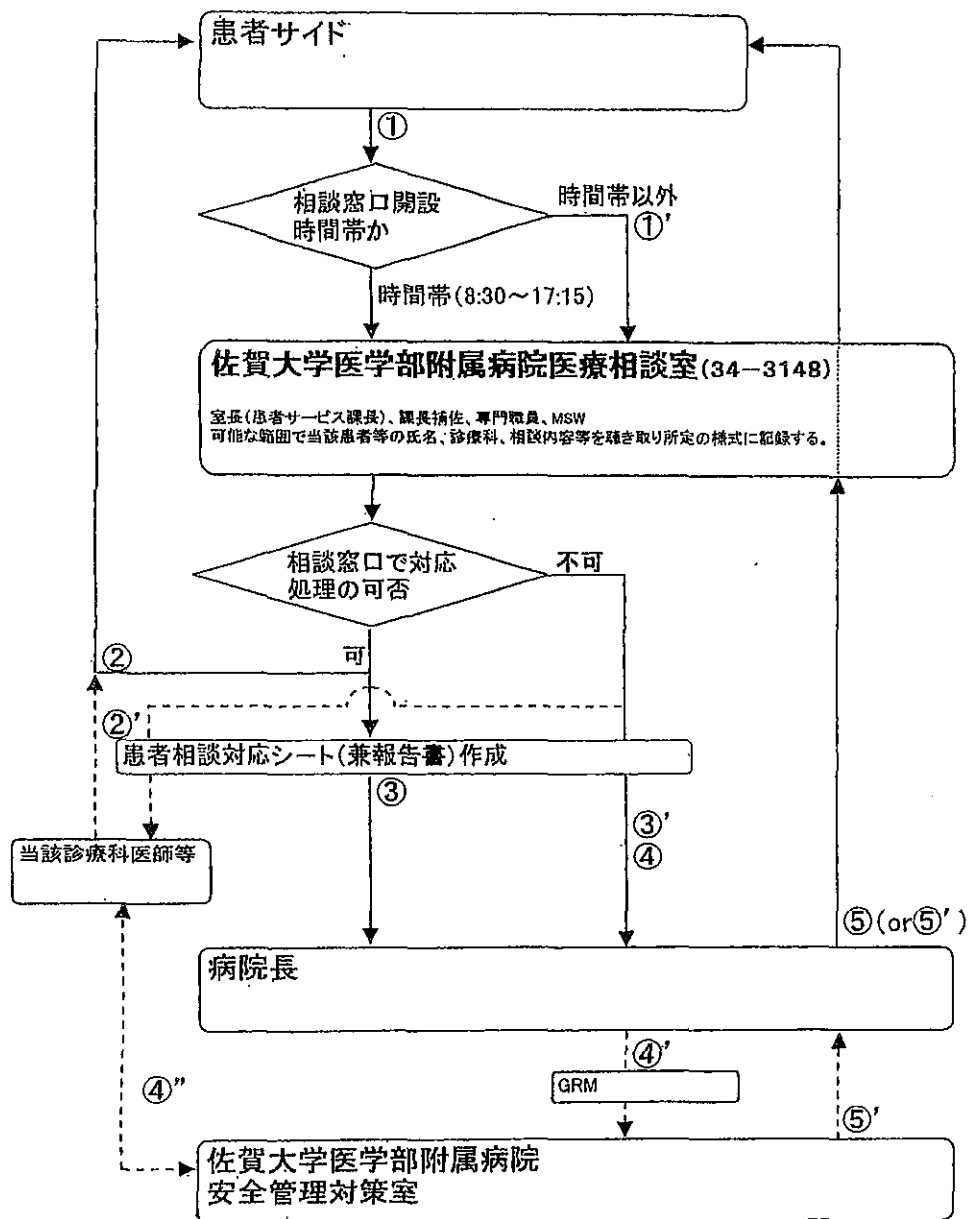 患者サイド
①
相談窓口開設
時間帯か
時間帯以外
①'
時間帯(8:30～17:15)
佐賀大学医学部附属病院医療相談室(34－3148)
室長(患者サービス課長)、課長補佐、専門職員、MSW
可能な範囲で当該患者等の氏名、診療科、相談内容等を聴き取り所定の様式に記録する。
相談窓口で対応
処理の可否
不可
可
②
②'
患者相談対応シート(兼報告書)作成
③
③'
④
当該診療科医師等
⑤(or⑤')
病院長
④'
④”
GRM
⑤'
佐賀大学医学部附属病院
安全管理対策室